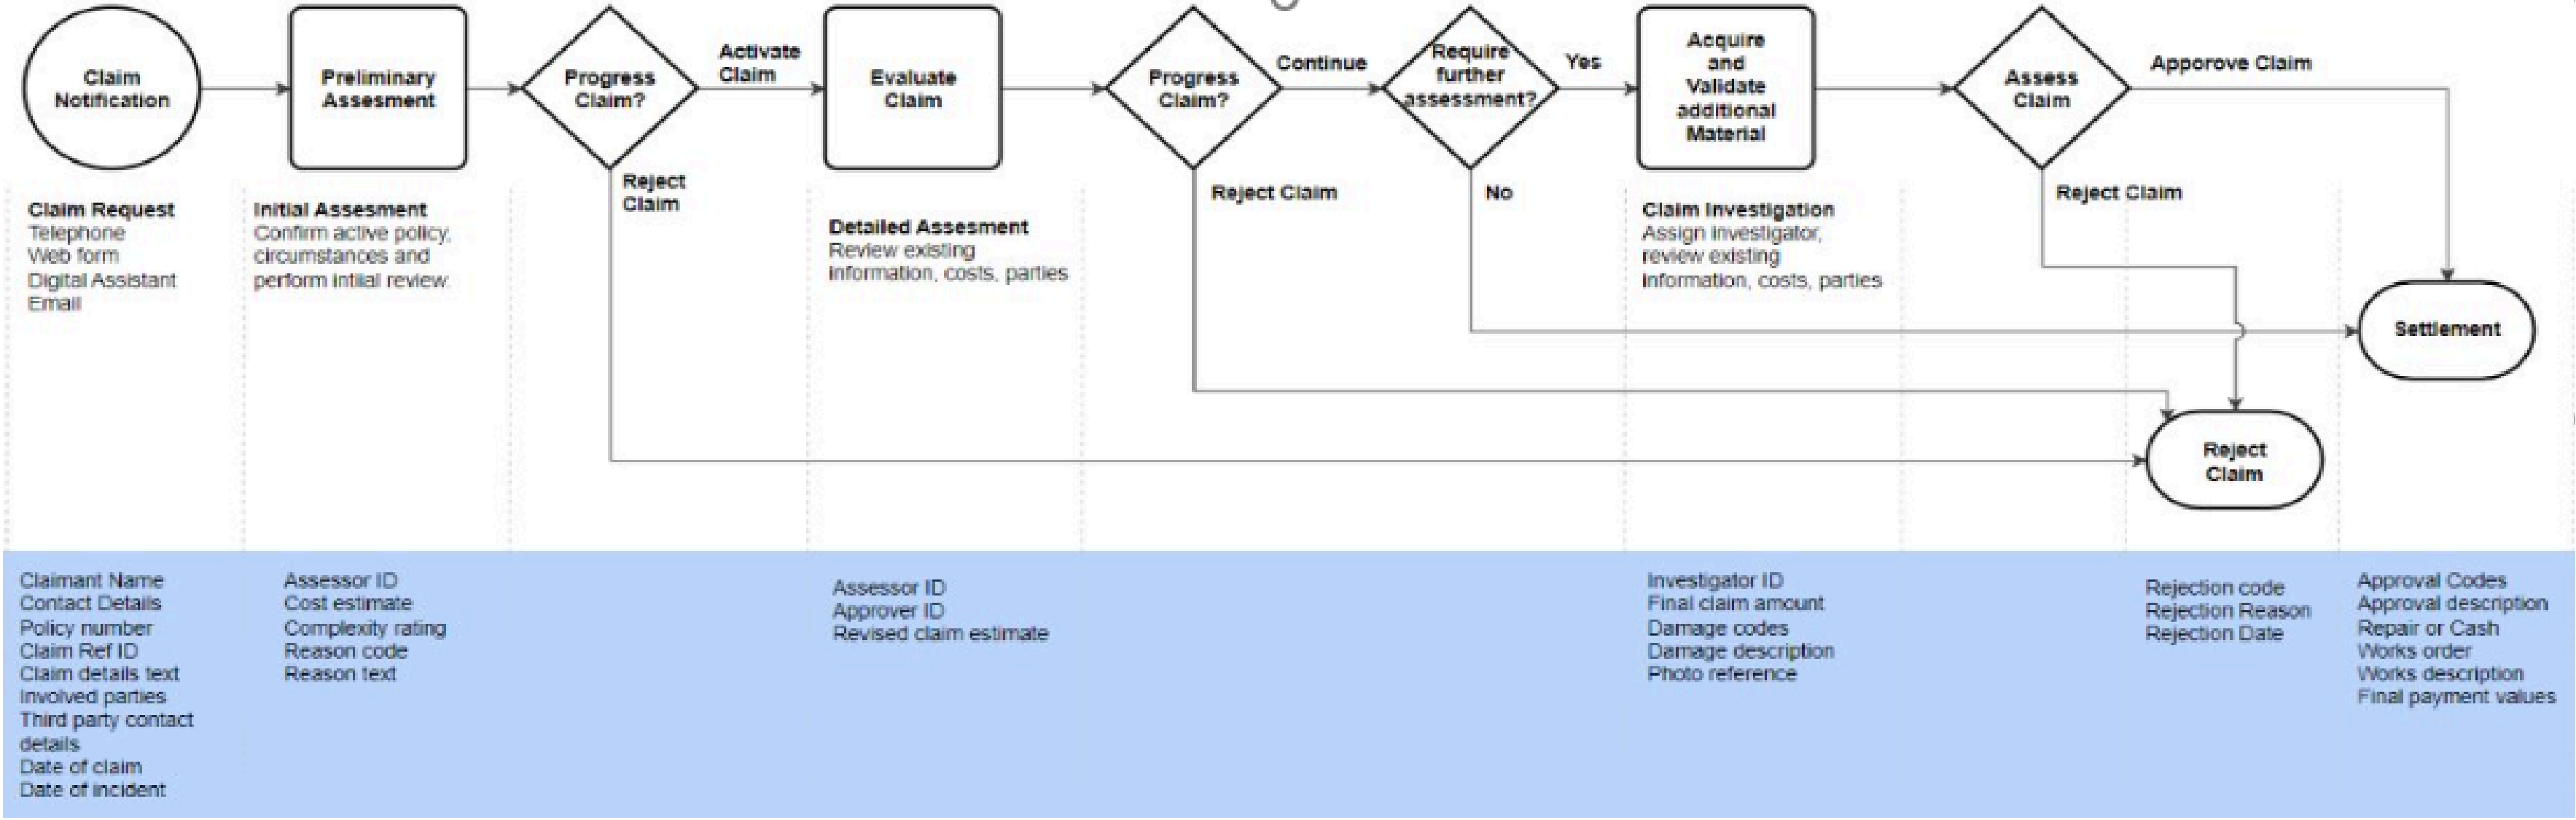 Claim
Notification
Preliminary
Assesment
Progress
Claim?
Activate
Claim
Evaluate
Claim
Progress
Claim?
Continue
Require
further
assessment?
Yes
Acquire
and
Validate
additional
Material
Assess
Claim
Apporove Claim
Reject
Claim
Reject Claim
No
Reject Claim
Claim Request
Telephone
Web form
Digital Assistant
Email
Initial Assesment
Confirm active policy,
circumstances and
perform intiial review.
Detailed Assesment
Review existing
information, costs, parties
Claim Investigation
Assign investigator,
review existing
information, costs, parties
Settlement
Reject
Claim
Claimant Name
Contact Details
Policy number
Claim Ref ID
Claim details text
Involved parties
Third party contact
details
Date of claim
Date of incident
Assessor ID
Cost estimate
Complexity rating
Reason code
Reason text
Assessor ID
Approver ID
Revised claim estimate
Investigator ID
Final claim amount
Damage codes
Damage description
Photo reference
Rejection code
Rejection Reason
Rejection Date
Approval Codes
Approval description
Repair or Cash
Works order
Works description
Final payment values